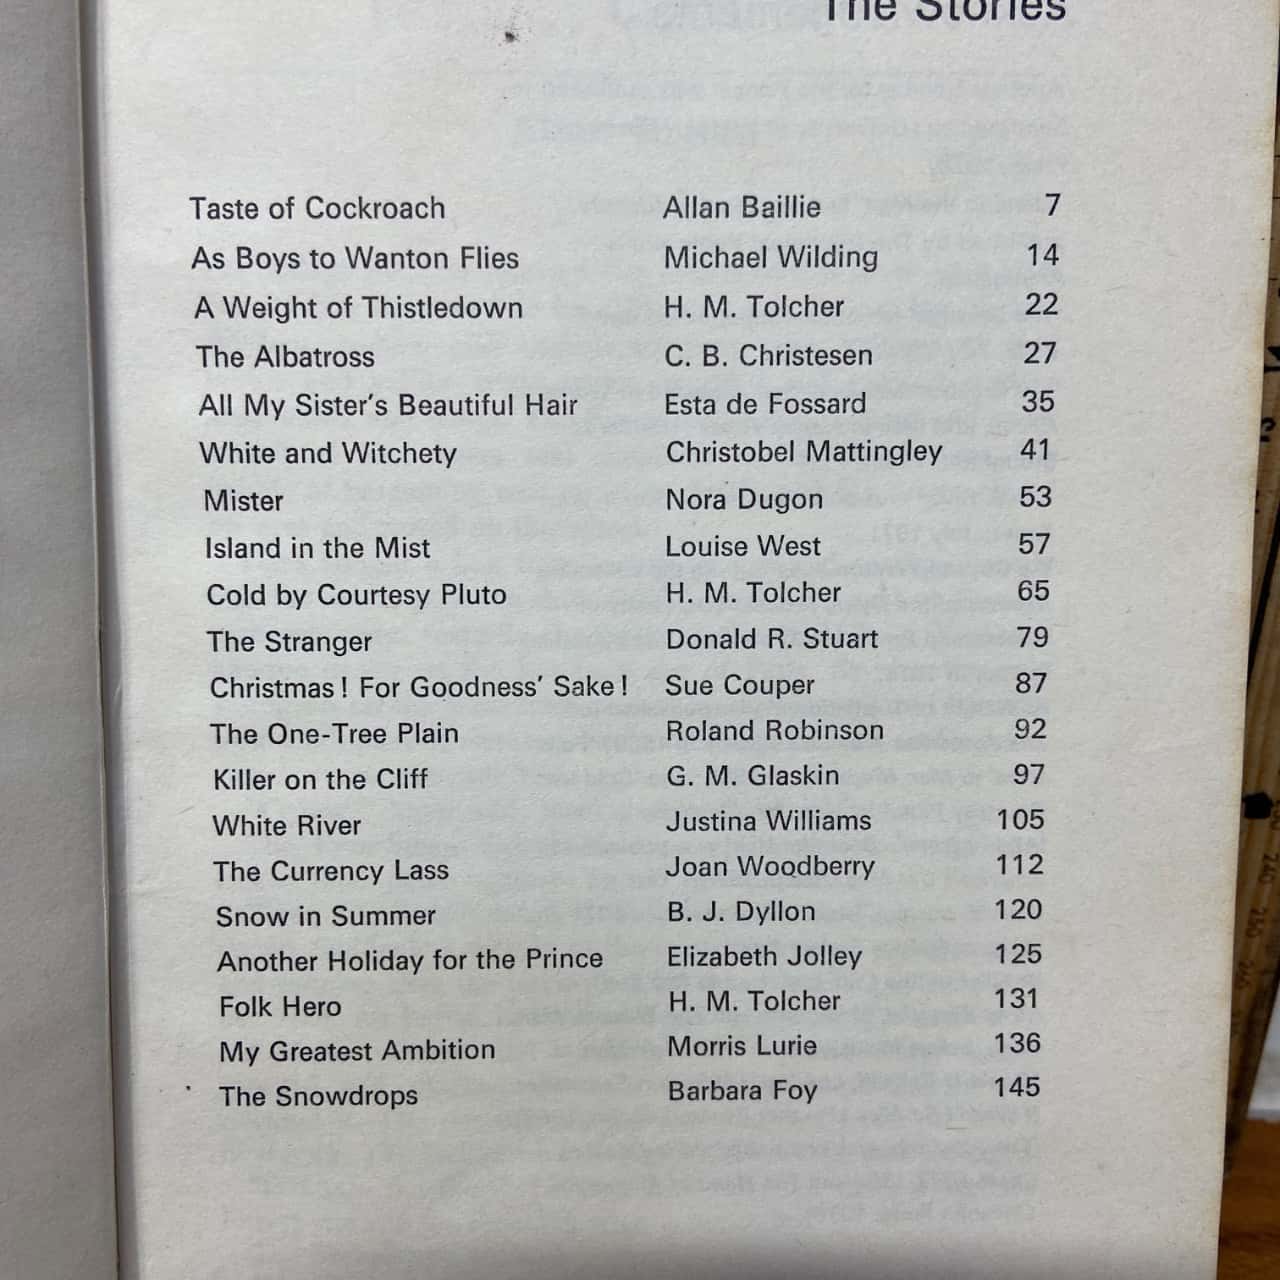 The Stories
Taste of Cockroach Allan Baillie 7
As Boys to Wanton Flies Michael Wilding 14
A Weight of Thistledown H. M. Tolcher 22
The Albatross C. B. Christesen 27
All My Sister's Beautiful Hair Esta de Fossard 35
White and Witchety Christobel Mattingley 41
Mister Nora Dugon 53
Island in the Mist Louise West 57
Cold by Courtesy Pluto H. M. Tolcher 65
The Stranger Donald R. Stuart 79
Christmas! For Goodness' Sake! Sue Couper 87
The One-Tree Plain Roland Robinson 92
Killer on the Cliff G. M. Glaskin 97
White River Justina Williams 105
The Currency Lass Joan Woodberry 112
Snow in Summer B. J. Dyllon 120
Another Holiday for the Prince Elizabeth Jolley 125
Folk Hero H. M. Tolcher 131
My Greatest Ambition Morris Lurie 136
The Snowdrops Barbara Foy 145